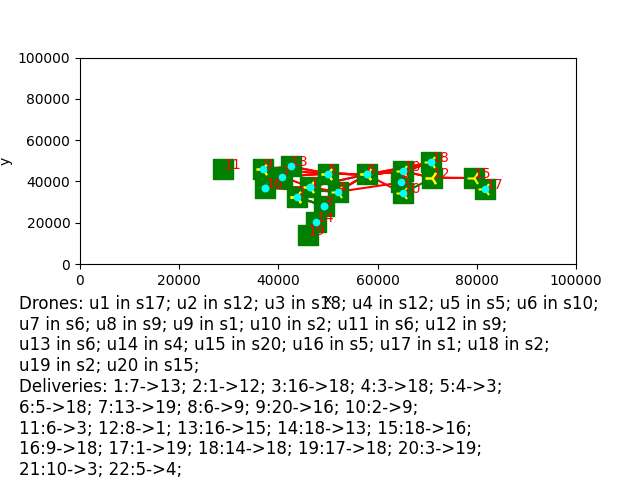 100000
80000
60000
40000
20000
0
y
11
3
18
17
0 20000 40000 60000 80000 100000
x
Drones: u1 in s17; u2 in s12; u3 in s18; u4 in s12; u5 in s5; u6 in s10;
u7 in s6; u8 in s9; u9 in s1; u10 in s2; u11 in s6; u12 in s9;
u13 in s6; u14 in s4; u15 in s20; u16 in s5; u17 in s1; u18 in s2;
u19 in s2; u20 in s15;
Deliveries: 1:7->13; 2:1->12; 3:16->18; 4:3->18; 5:4->3;
6:5->18; 7:13->19; 8:6->9; 9:20->16; 10:2->9;
11:6->3; 12:8->1; 13:16->15; 14:18->13; 15:18->16;
16:9->18; 17:1->19; 18:14->18; 19:17->18; 20:3->19;
21:10->3; 22:5->4;